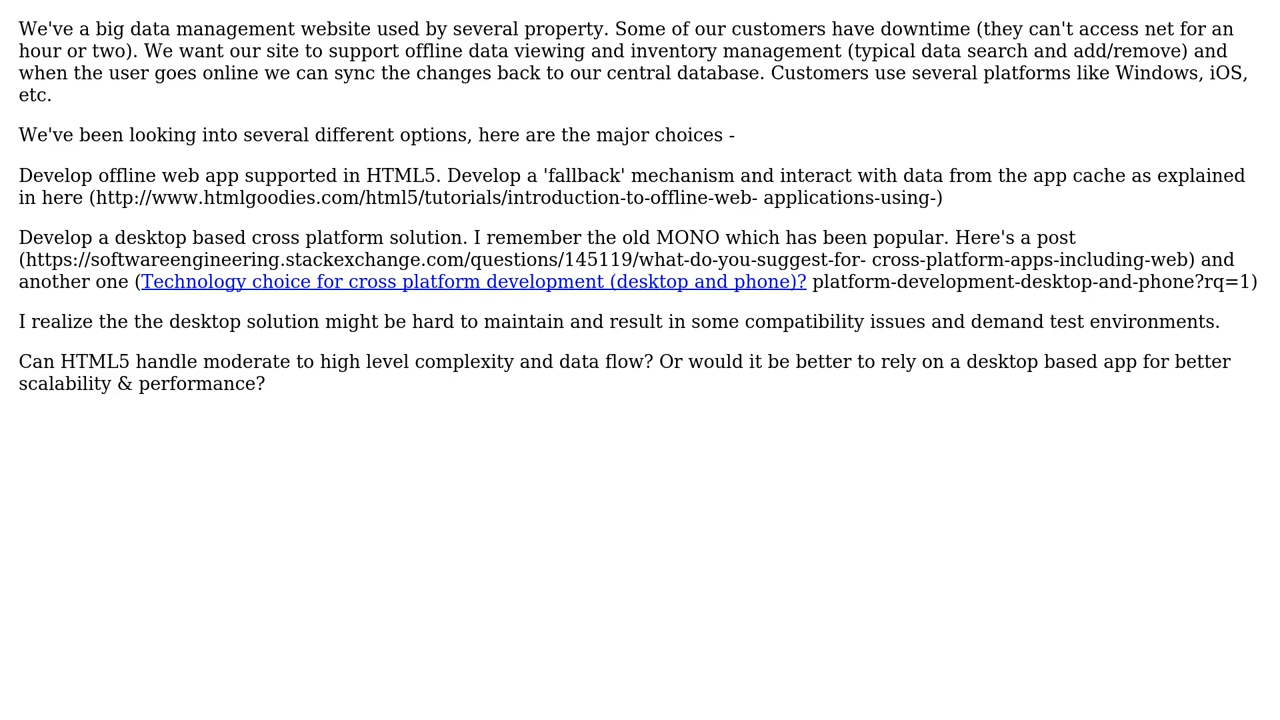 We've a big data management website used by several property. Some of our customers have downtime (they can't access net for an
hour or two). We want our site to support offline data viewing and inventory management (typical data search and add/remove) and
when the user goes online we can sync the changes back to our central database. Customers use several platforms like Windows, iOS,
etc.
We've been looking into several different options, here are the major choices -
Develop offline web app supported in HTML5. Develop a 'fallback' mechanism and interact with data from the app cache as explained
in here (http://www.htmlgoodies.com/html5/tutorials/introduction-to-offline-web- applications-using-)
Develop a desktop based cross platform solution. I remember the old MONO which has been popular. Here's a post
(https://softwareengineering.stackexchange.com/questions/145119/what-do-you-suggest-for- cross-platform-apps-including-web) and
another one (Technology choice for cross platform development (desktop and phone)? platform-development-desktop-and-phone?rq=1)
I realize the the desktop solution might be hard to maintain and result in some compatibility issues and demand test environments.
Can HTML5 handle moderate to high level complexity and data flow? Or would it be better to rely on a desktop based app for better
scalability & performance?